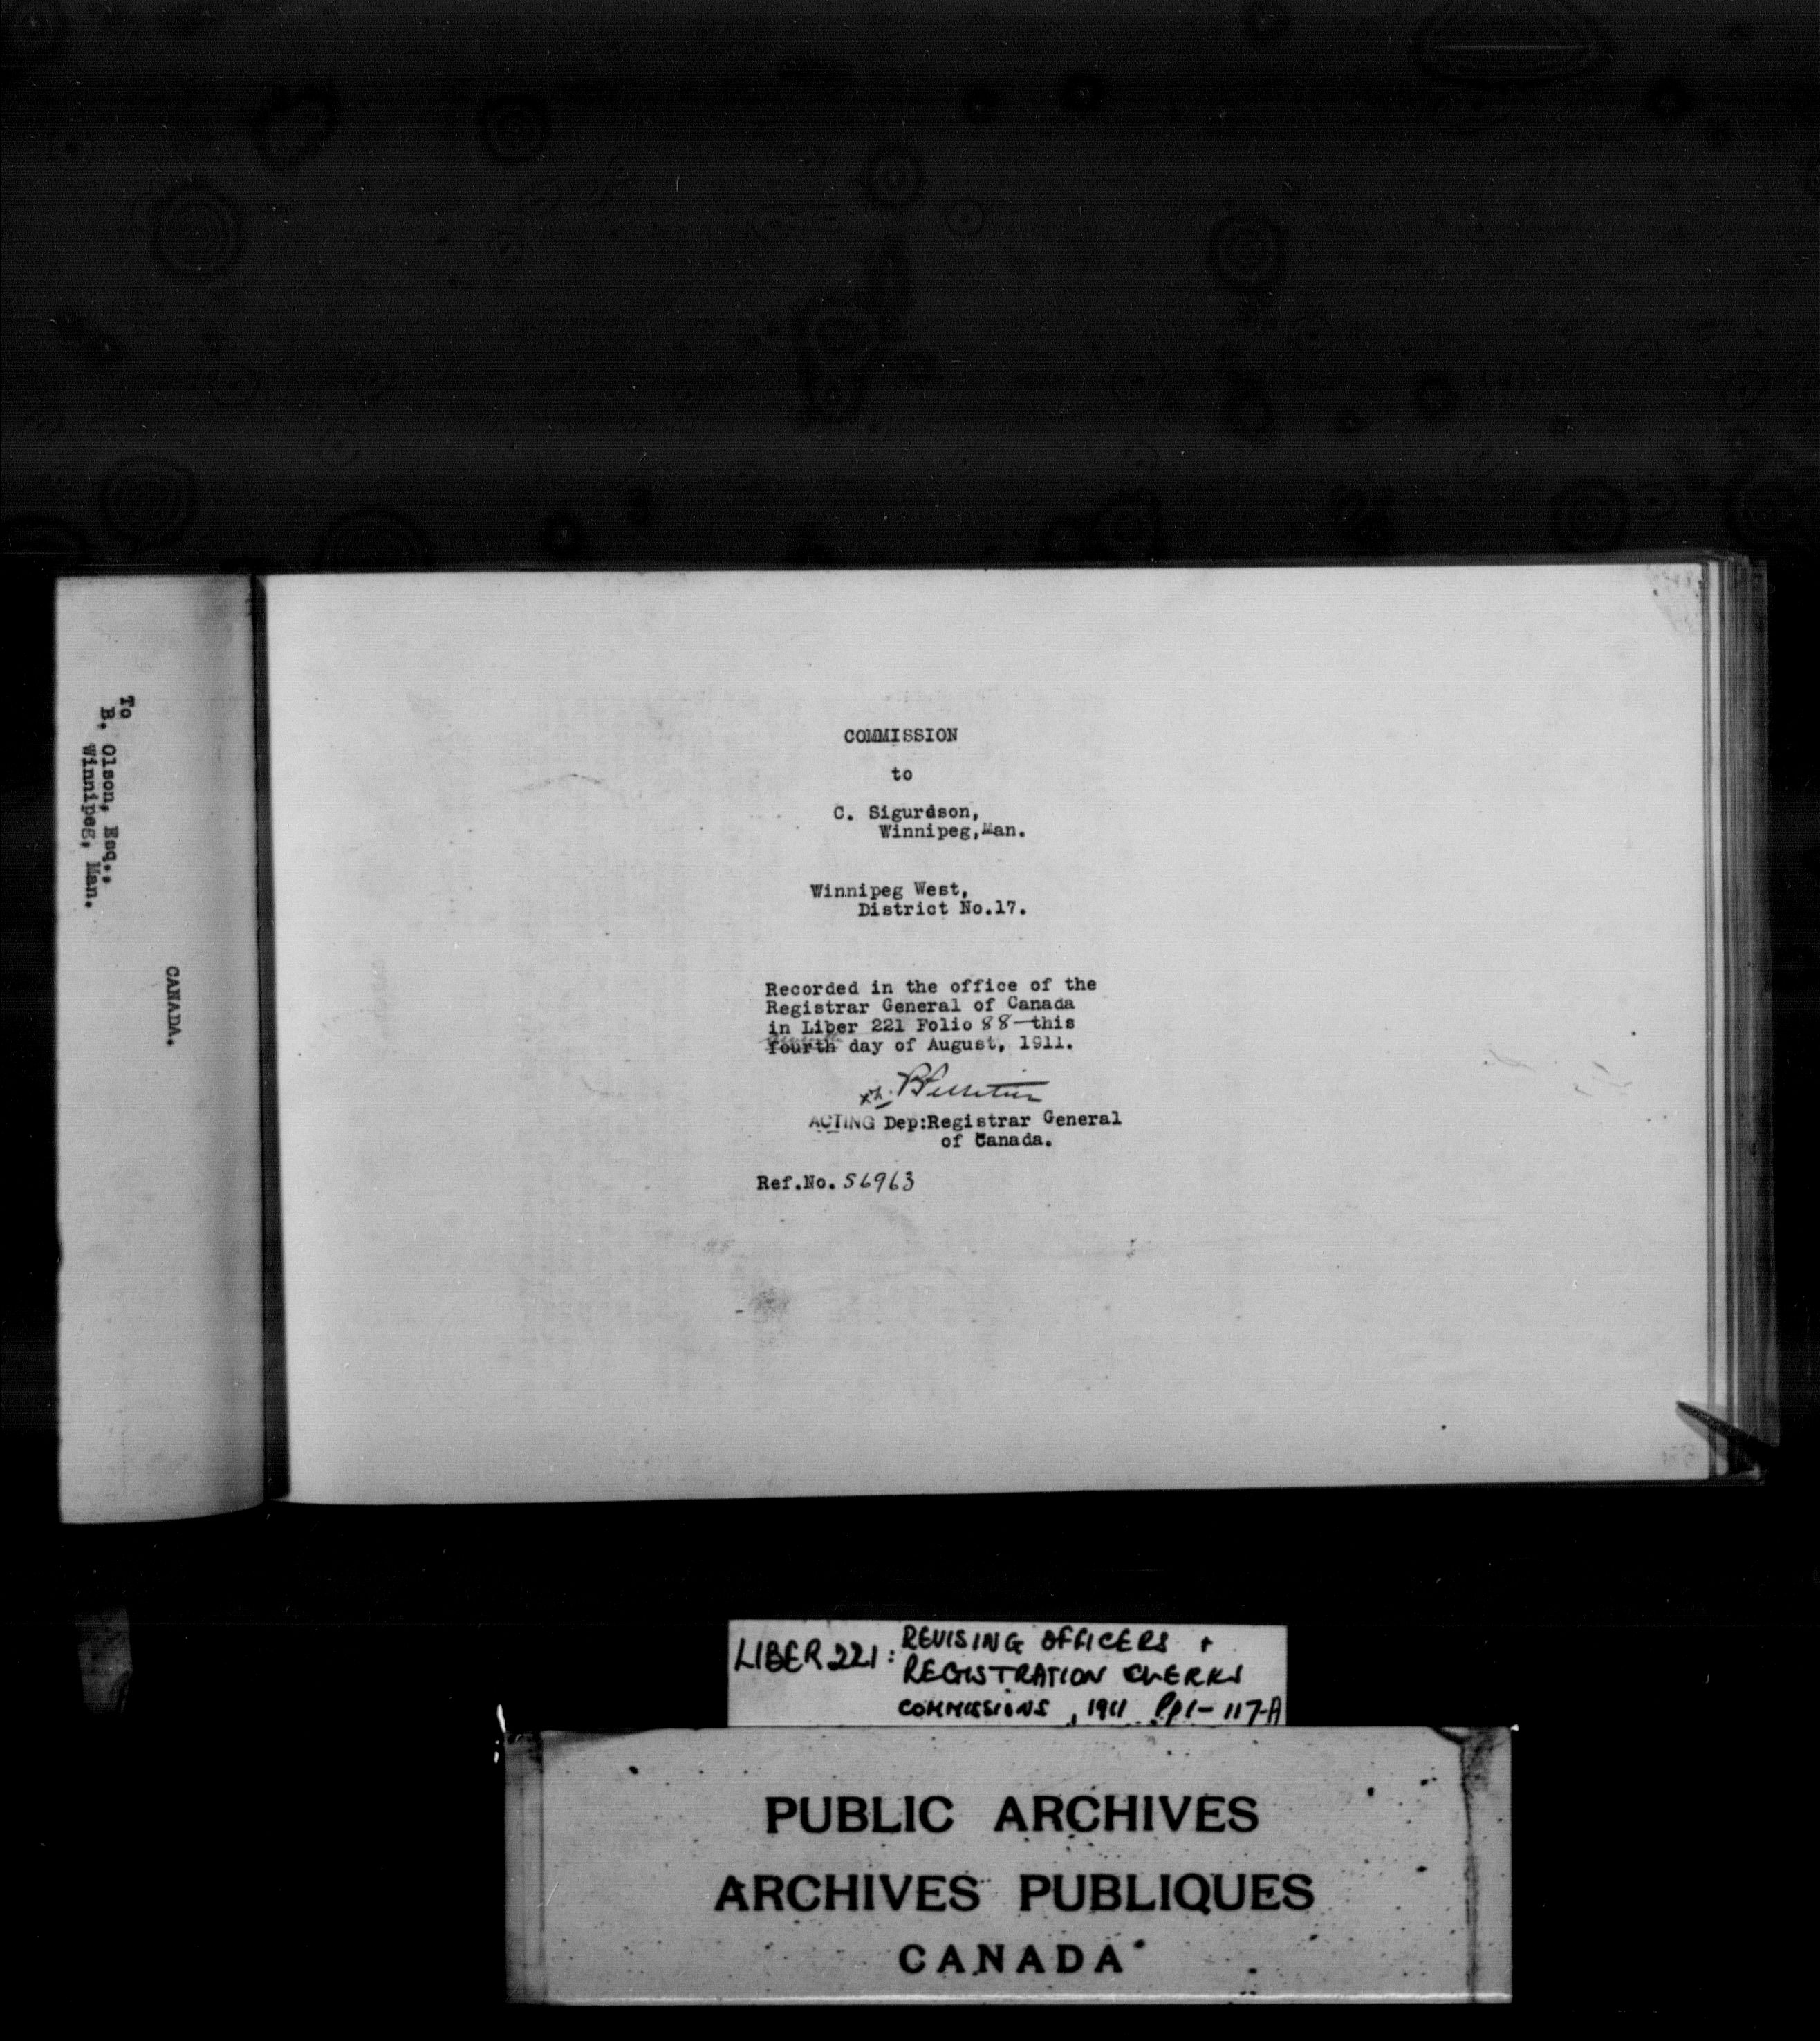 To
B. Olson, Esq.,
Winnipeg, Man.
CANADA.
COMMISSION
to
C. Sigurdson,
Winnipeg, Man.
Winnipeg West,
District No.17.
Recorded in the office of the
Registrar General of Canada
in Liber 221 Folio 88 this
seventh
fourth day of August, 1911.
ACTING Dep:Registrar General
of Canada.
Ref.No. 56963
LIBER 221: REVISING OFFICERS +
REGISTRATION CLERKS
COMMISSIONS, 1911 Pp1-117-A
PUBLIC ARCHIVES
ARCHIVES PUBLIQUES
CANADA